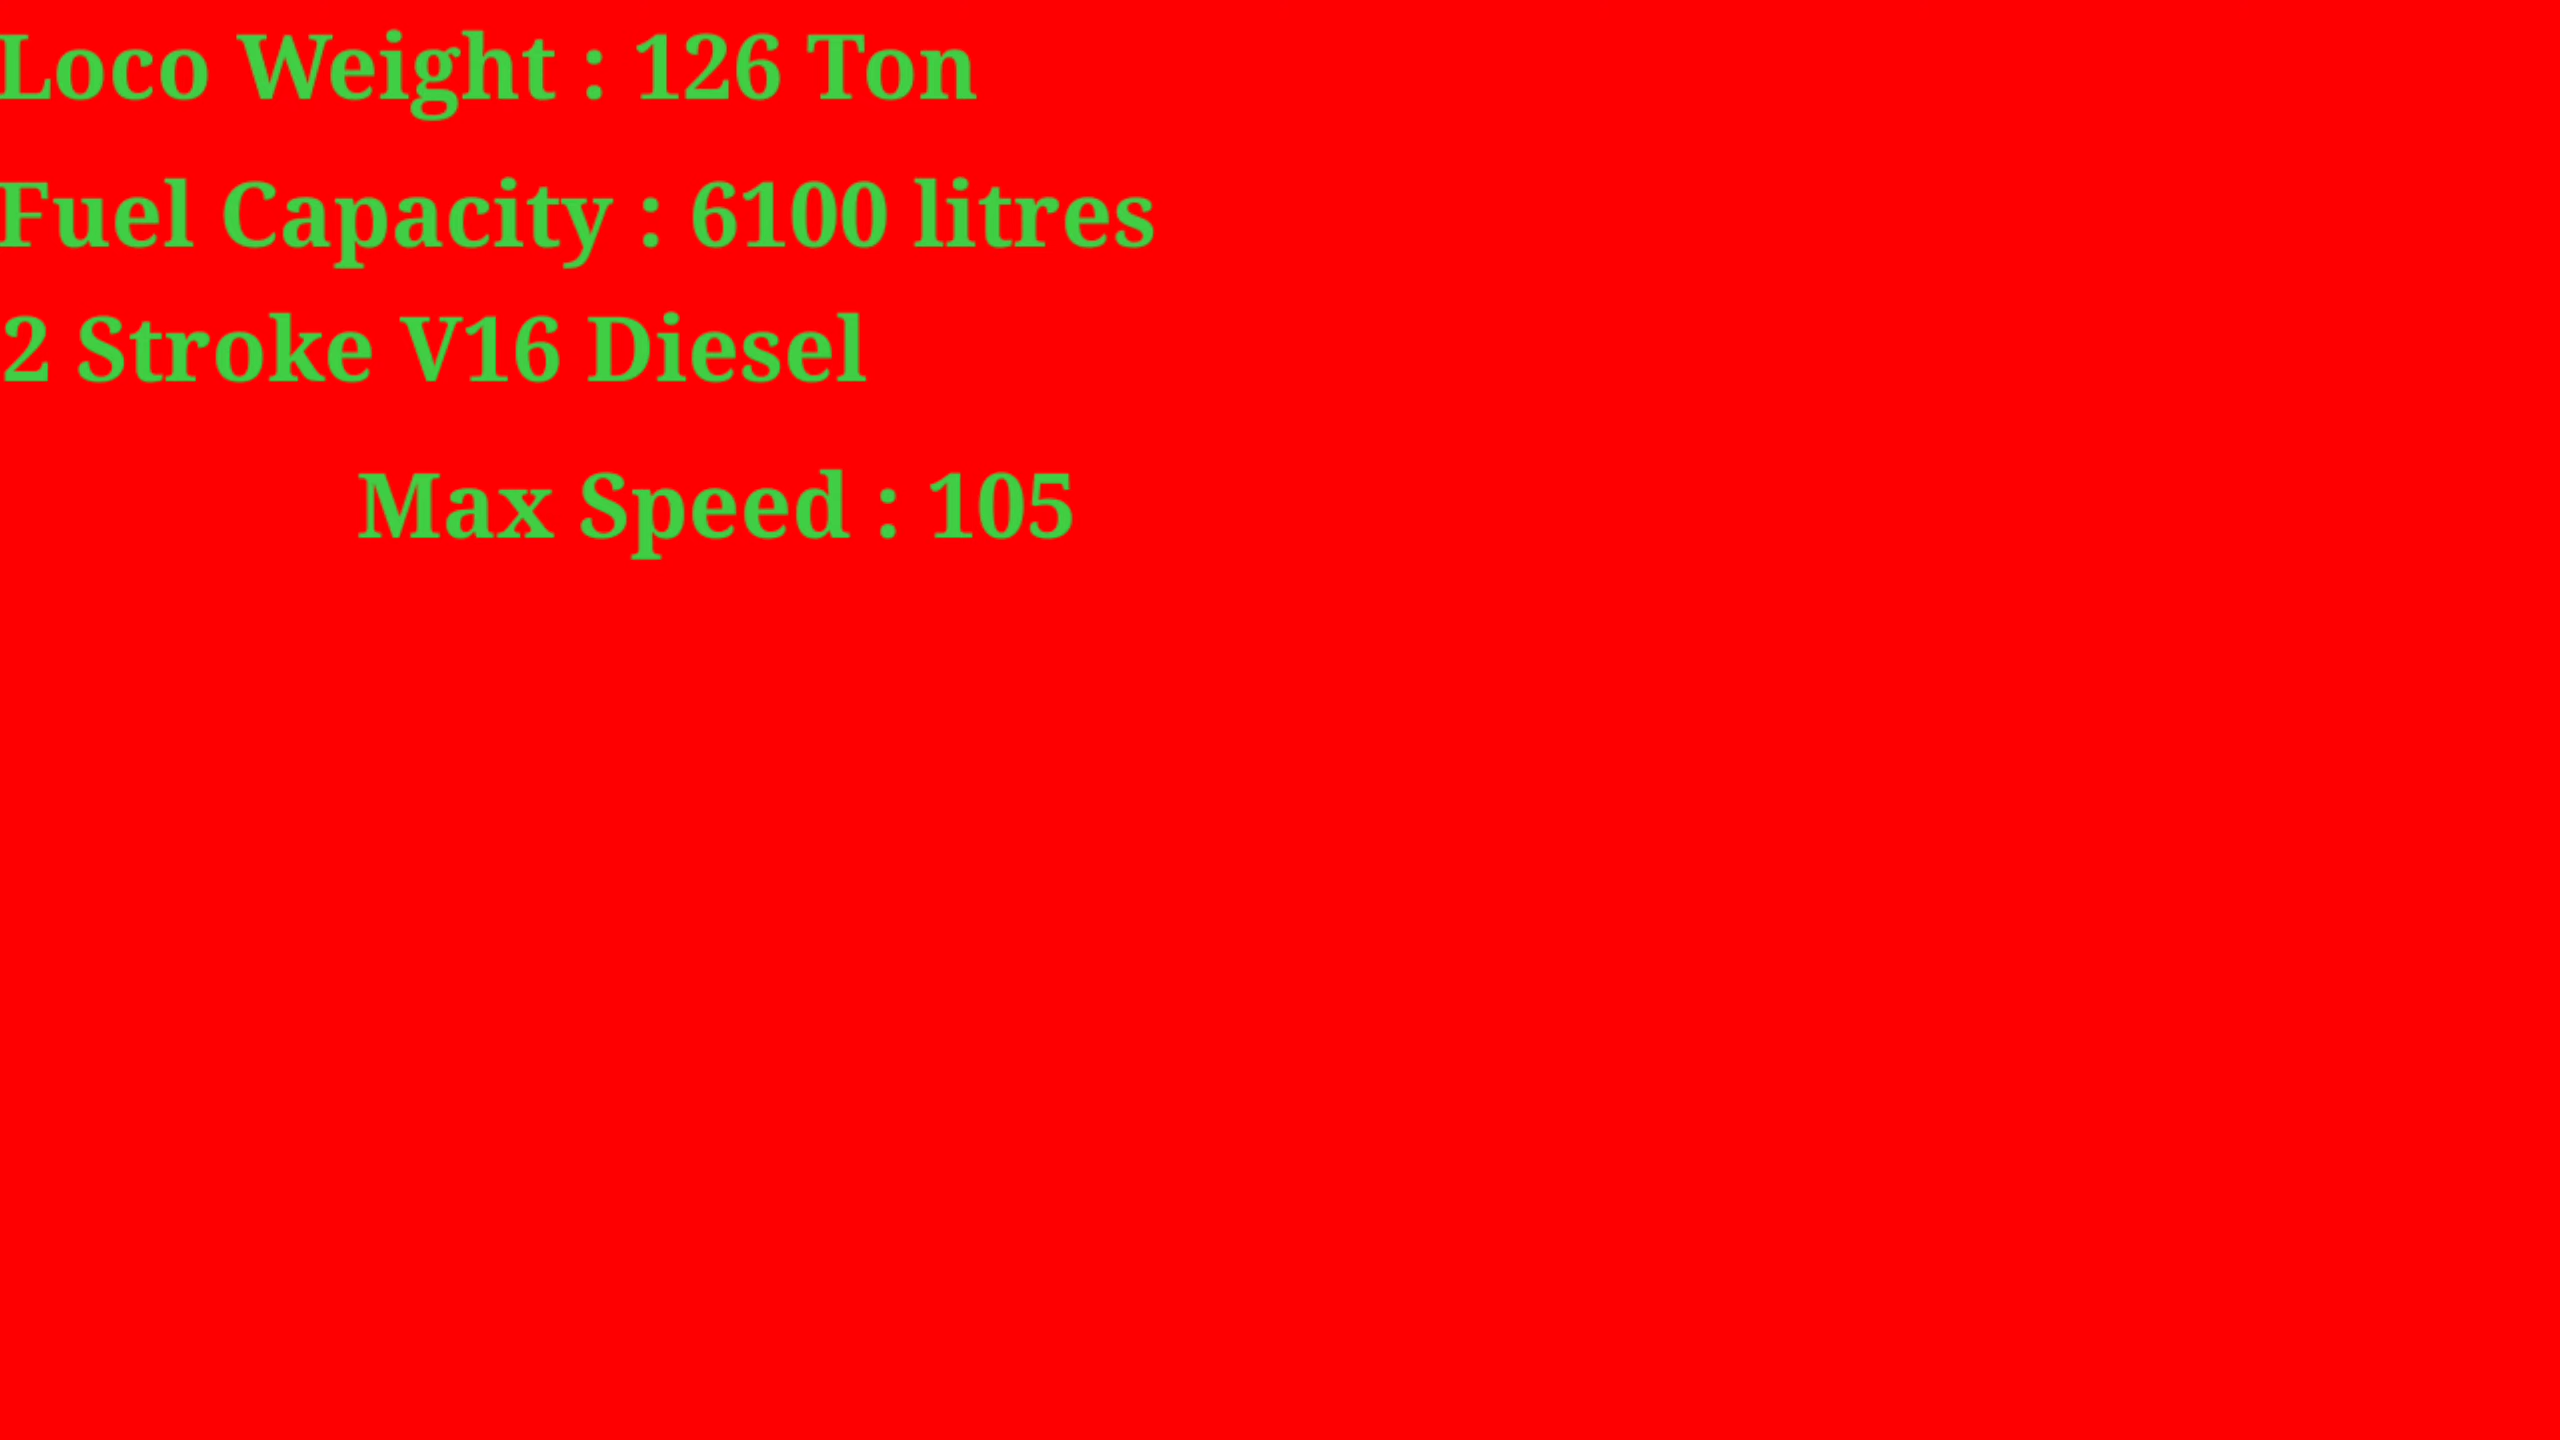 Loco Weight : 126 Ton
Fuel Capacity : 6100 litres
2 Stroke V16 Diesel
Max Speed : 105